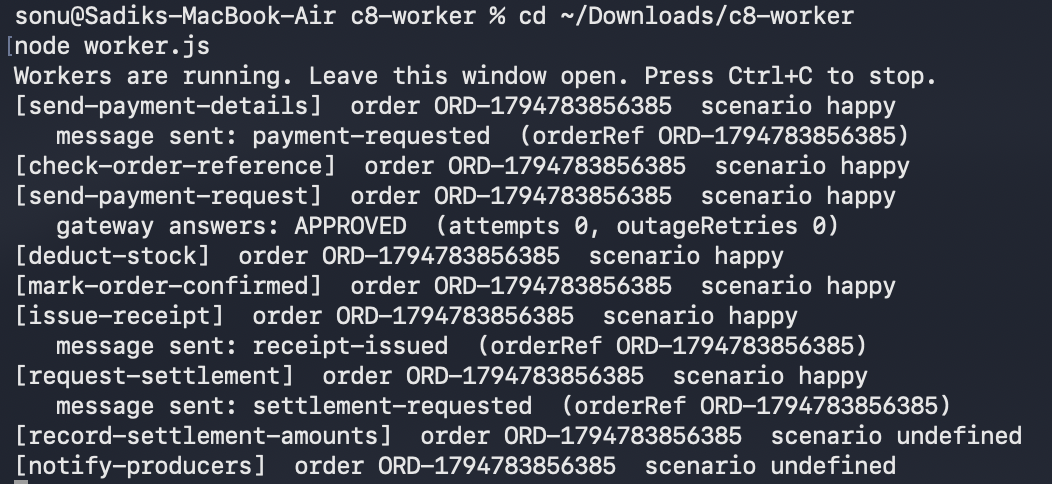 sonu@Sadiks-MacBook-Air c8-worker % cd ~/Downloads/c8-worker
[node worker.js
Workers are running. Leave this window open. Press Ctrl+C to stop.
[send-payment-details]  order ORD-1794783856385  scenario happy
   message sent: payment-requested  (orderRef ORD-1794783856385)
[check-order-reference]  order ORD-1794783856385  scenario happy
[send-payment-request]  order ORD-1794783856385  scenario happy
   gateway answers: APPROVED  (attempts 0, outageRetries 0)
[deduct-stock]  order ORD-1794783856385  scenario happy
[mark-order-confirmed]  order ORD-1794783856385  scenario happy
[issue-receipt]  order ORD-1794783856385  scenario happy
   message sent: receipt-issued  (orderRef ORD-1794783856385)
[request-settlement]  order ORD-1794783856385  scenario happy
   message sent: settlement-requested  (orderRef ORD-1794783856385)
[record-settlement-amounts]  order ORD-1794783856385  scenario undefined
[notify-producers]  order ORD-1794783856385  scenario undefined